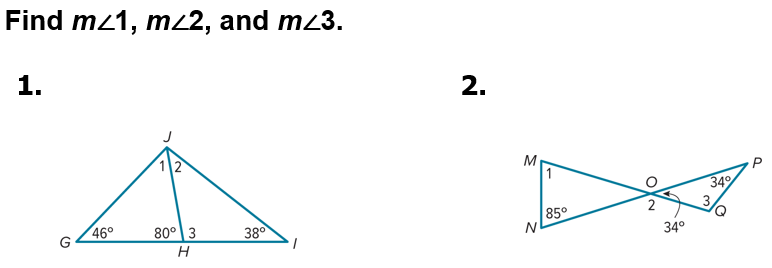 Find m∠1, m∠2, and m∠3.
1.
2.
J
1 2
G 46° 80° 3 38° I
H
M
1
O
P
34°
3
Q
2
85°
N
34°